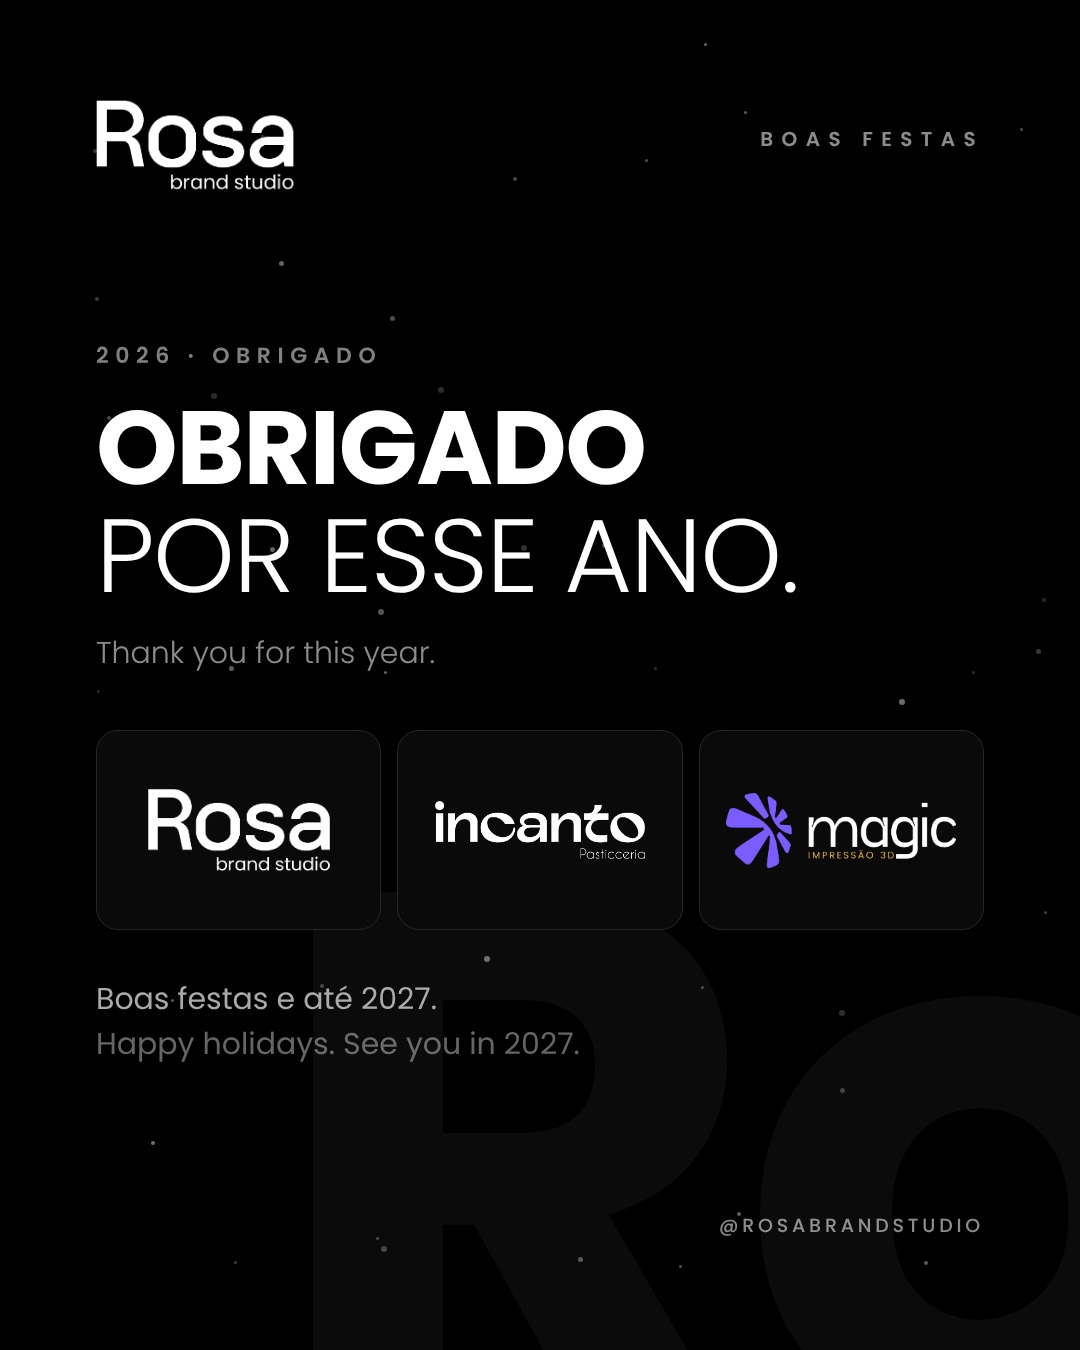 Rosa
brand studio
BOAS FESTAS
2026 · OBRIGADO
OBRIGADO
POR ESSE ANO.
Thank you for this year.
Rosa
brand studio
incanto
Pasticceria
magic
IMPRESSÃO 3D
Boas festas e até 2027.
Happy holidays. See you in 2027.
@ROSABRANDSTUDIO
Ro